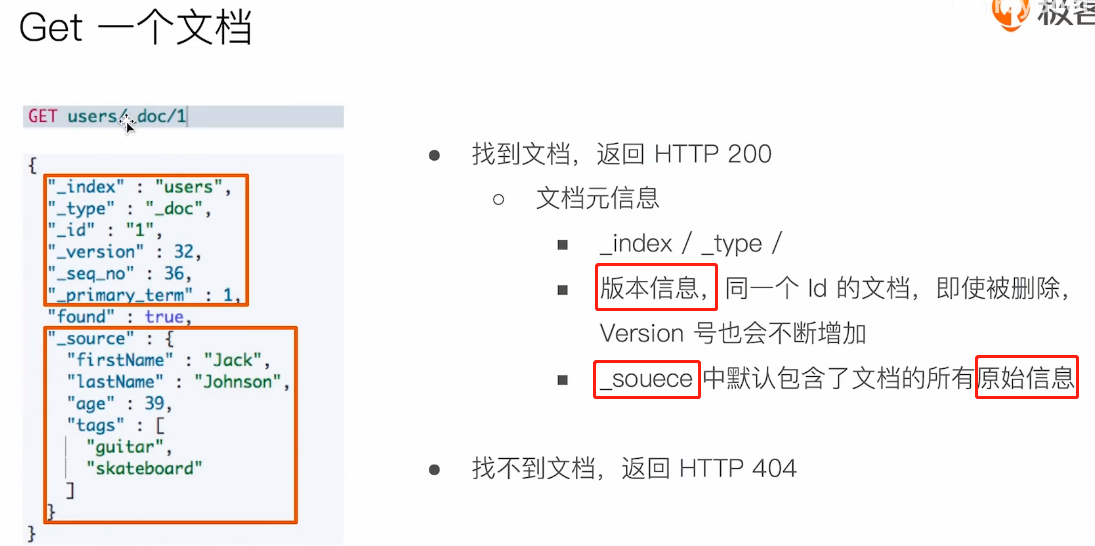 Get 一个文档
极客
GET users/_doc/1
{
"_index" : "users",
"_type" : "_doc",
"_id" : "1",
"_version" : 32,
"_seq_no" : 36,
"_primary_term" : 1,
"found" : true,
"_source" : {
"firstName" : "Jack",
"lastName" : "Johnson",
"age" : 39,
"tags" : [
"guitar",
"skateboard"
]
}
}
● 找到文档，返回 HTTP 200
○ 文档元信息
■ _index / _type /
■ 版本信息，同一个 Id 的文档，即使被删除，
Version 号也会不断增加
■ _souece 中默认包含了文档的所有原始信息
● 找不到文档，返回 HTTP 404